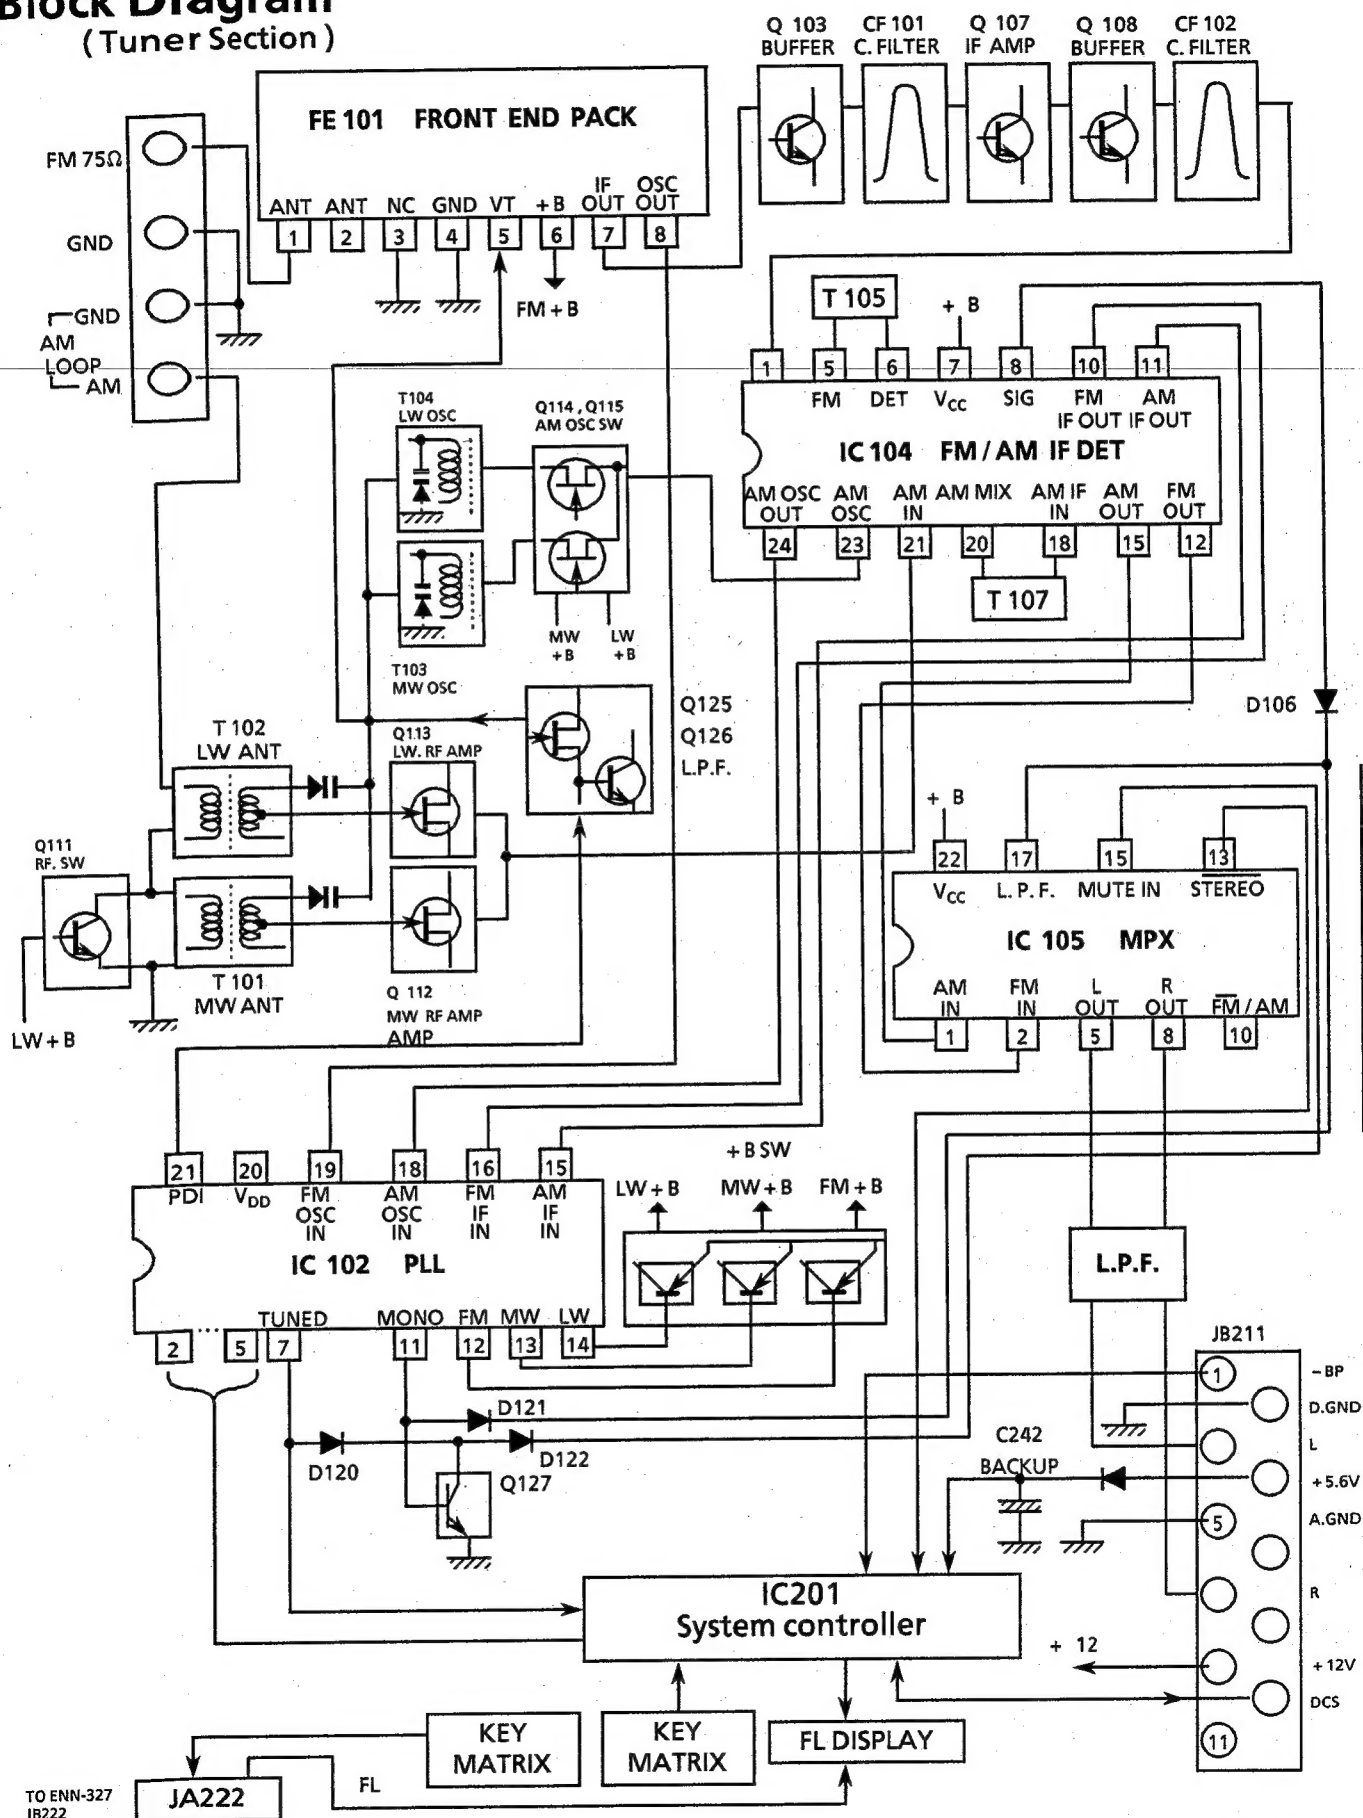 Block Diagram
(Tuner Section)
Q 103
BUFFER
CF 101
C. FILTER
Q 107
IF AMP
Q 108
BUFFER
CF 102
C. FILTER
FE 101 FRONT END PACK
ANT ANT NC GND VT +B IF OUT OSC OUT
1 2 3 4 5 6 7 8
FM 75Ω
GND
GND
AM
LOOP
AM
FM + B
T 105
+ B
1 5 6 7 8 10 11
FM DET VCC SIG FM IF OUT AM IF OUT
IC 104 FM / AM IF DET
AM OSC OUT AM OSC AM IN AM MIX AM IF IN AM OUT FM OUT
24 23 21 20 18 15 12
T 107
T104
LW OSC
Q114 , Q115
AM OSC SW
MW
+B
LW
+B
T103
MW OSC
Q125
Q126
L.P.F.
D106
T 102
LW ANT
Q113
LW. RF AMP
Q111
RF. SW
LW + B
T 101
MW ANT
Q 112
MW RF AMP
AMP
+ B
22 17 15 13
VCC L. P. F. MUTE IN STEREO
IC 105 MPX
AM IN FM IN L OUT R OUT FM / AM
1 2 5 8 10
21 20 19 18 16 15
PDI VDD FM OSC IN AM OSC IN FM IF IN AM IF IN
IC 102 PLL
TUNED MONO FM MW LW
2 ... 5 7 11 12 13 14
+ B SW
LW + B MW + B FM + B
L.P.F.
D121
D120
D122
Q127
C242
BACKUP
JB211
1
– BP
D.GND
L
+ 5.6V
5
A.GND
R
+ 12V
DCS
11
+ 12
IC201
System controller
KEY
MATRIX
KEY
MATRIX
FL DISPLAY
FL
JA222
TO ENN-327
JB222